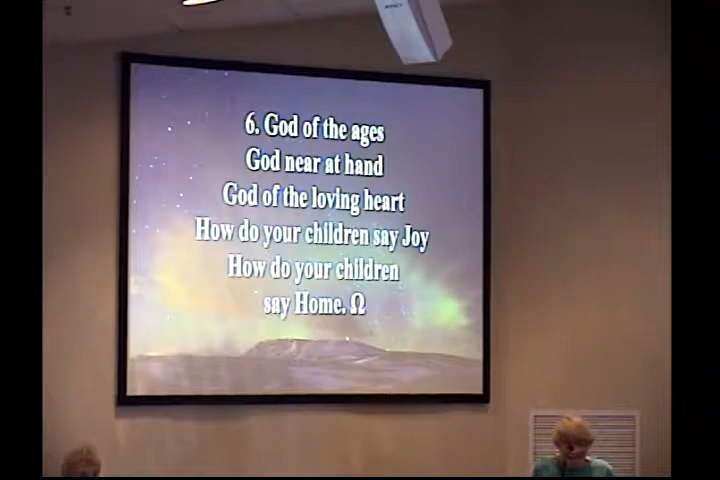 6. God of the ages
God near at hand
God of the loving heart
How do your children say Joy
How do your children
say Home. Ω